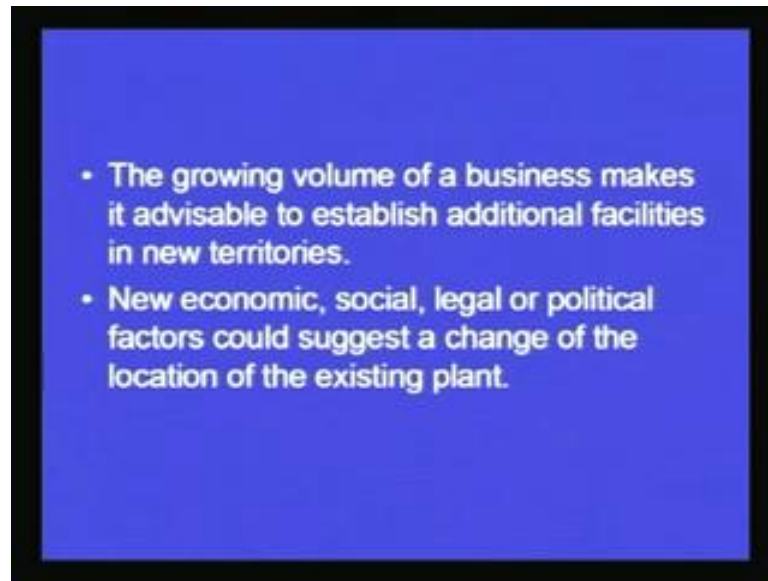 • The growing volume of a business makes
it advisable to establish additional facilities
in new territories.
• New economic, social, legal or political
factors could suggest a change of the
location of the existing plant.